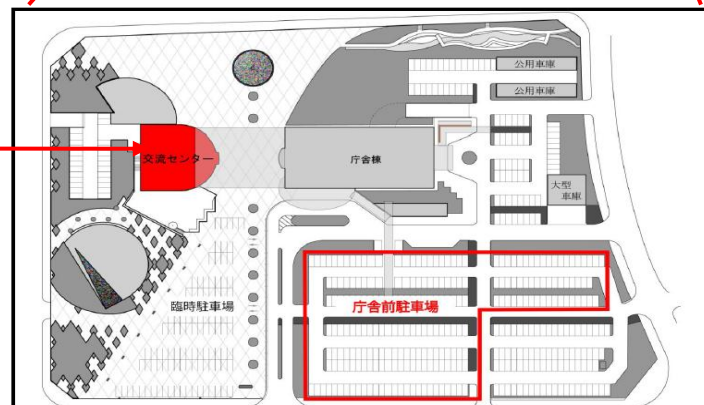 公用車庫
公用車庫
交流センター
庁舎棟
大型
車庫
臨時駐車場
庁舎前駐車場